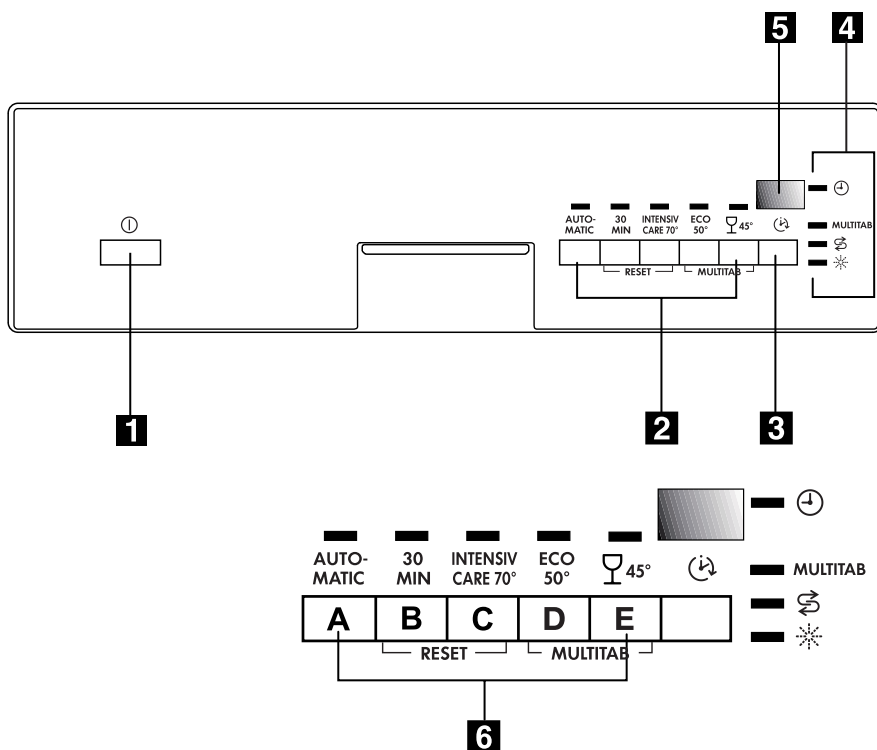 5
4
AUTO-
MATIC
30
MIN
INTENSIV
CARE 70°
ECO
50°
45°
MULTITAB
RESET
MULTITAB
1
2
3
AUTO-
MATIC
30
MIN
INTENSIV
CARE 70°
ECO
50°
45°
MULTITAB
A B C D E
RESET
MULTITAB
6